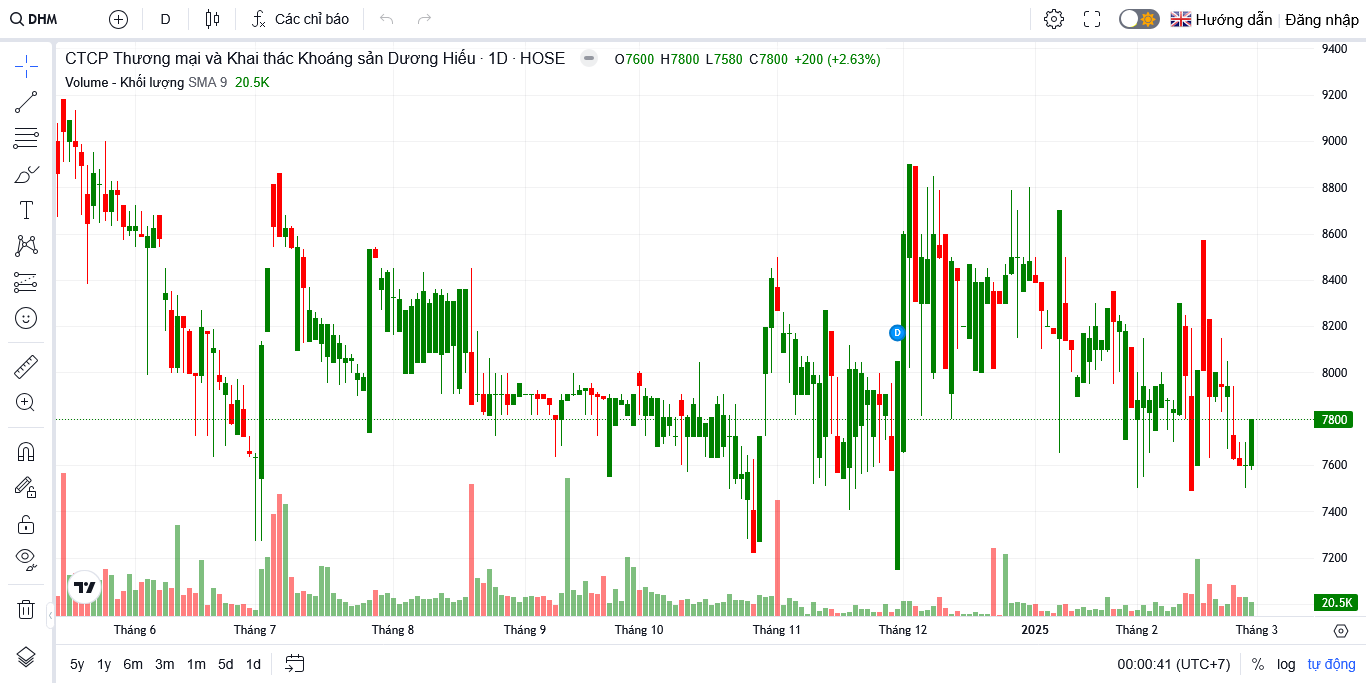 DHM D Các chỉ báo Hướng dẫn Đăng nhập
CTCP Thương mại và Khai thác Khoáng sản Dương Hiếu · 1D · HOSE O7600 H7800 L7580 C7800 +200 (+2.63%)
Volume - Khối lượng SMA 9 20.5K
9400
9200
9000
8800
8600
8400
8200
D
8000
7800
7600
7400
7200
20.5K
Tháng 6 Tháng 7 Tháng 8 Tháng 9 Tháng 10 Tháng 11 Tháng 12 2025 Tháng 2 Tháng 3
5y 1y 6m 3m 1m 5d 1d 00:00:41 (UTC+7) % log tự động